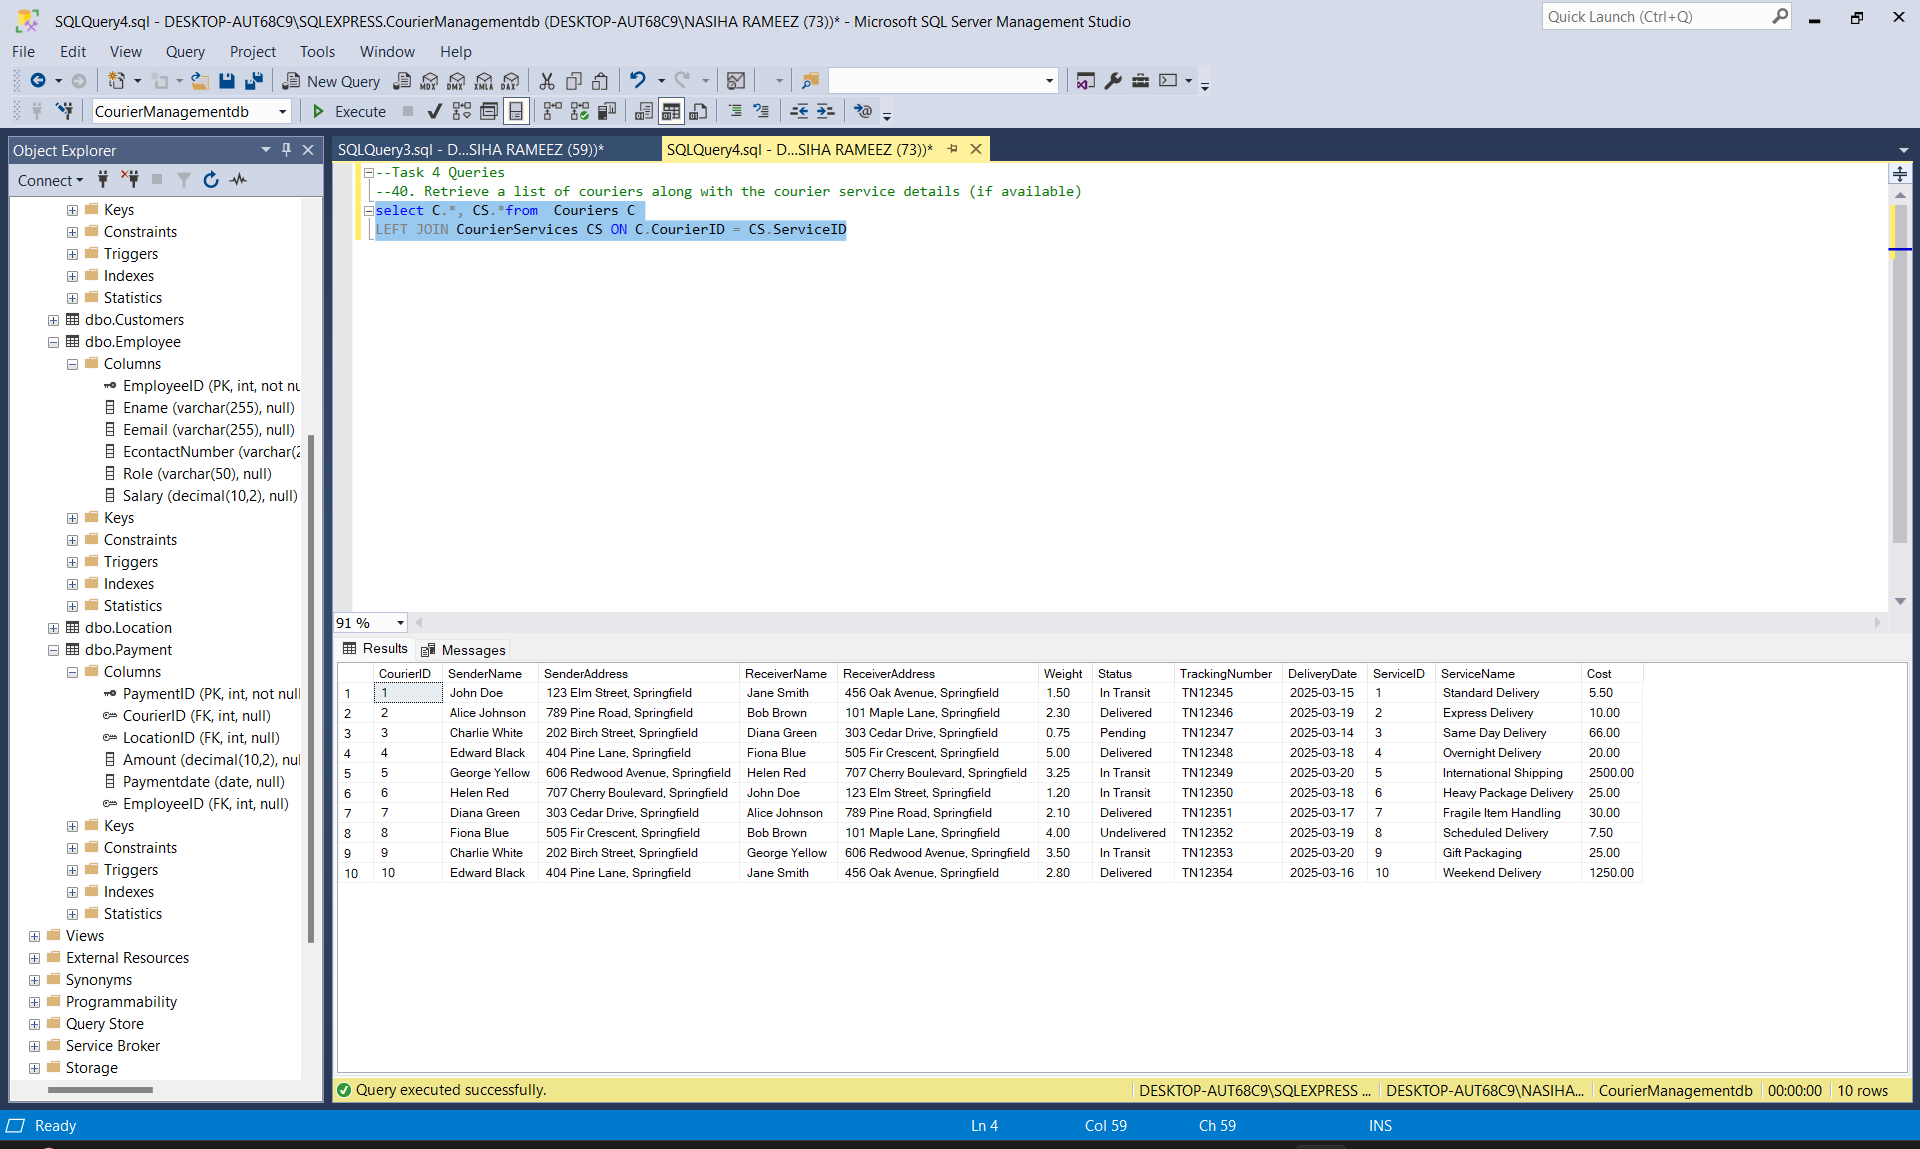 SQLQuery4.sql - DESKTOP-AUT68C9\SQLEXPRESS.CourierManagementdb (DESKTOP-AUT68C9\NASIHA RAMEEZ (73))* - Microsoft SQL Server Management Studio
Quick Launch (Ctrl+Q)
File Edit View Query Project Tools Window Help
New Query MDX DMX XMLA DAX
CourierManagementdb Execute
Object Explorer
Connect
Keys
Constraints
Triggers
Indexes
Statistics
dbo.Customers
dbo.Employee
Columns
EmployeeID (PK, int, not nu
Ename (varchar(255), null)
Eemail (varchar(255), null)
EcontactNumber (varchar(2
Role (varchar(50), null)
Salary (decimal(10,2), null)
Keys
Constraints
Triggers
Indexes
Statistics
dbo.Location
dbo.Payment
Columns
PaymentID (PK, int, not null
CourierID (FK, int, null)
LocationID (FK, int, null)
Amount (decimal(10,2), nul
Paymentdate (date, null)
EmployeeID (FK, int, null)
Keys
Constraints
Triggers
Indexes
Statistics
Views
External Resources
Synonyms
Programmability
Query Store
Service Broker
Storage
SQLQuery3.sql - D...SIHA RAMEEZ (59))* SQLQuery4.sql - D...SIHA RAMEEZ (73))*
--Task 4 Queries
--40. Retrieve a list of couriers along with the courier service details (if available)
select C.*, CS.*from  Couriers C
LEFT JOIN CourierServices CS ON C.CourierID = CS.ServiceID
91 %
Results Messages
CourierID SenderName SenderAddress ReceiverName ReceiverAddress Weight Status TrackingNumber DeliveryDate ServiceID ServiceName Cost
1 1 John Doe 123 Elm Street, Springfield Jane Smith 456 Oak Avenue, Springfield 1.50 In Transit TN12345 2025-03-15 1 Standard Delivery 5.50
2 2 Alice Johnson 789 Pine Road, Springfield Bob Brown 101 Maple Lane, Springfield 2.30 Delivered TN12346 2025-03-19 2 Express Delivery 10.00
3 3 Charlie White 202 Birch Street, Springfield Diana Green 303 Cedar Drive, Springfield 0.75 Pending TN12347 2025-03-14 3 Same Day Delivery 66.00
4 4 Edward Black 404 Pine Lane, Springfield Fiona Blue 505 Fir Crescent, Springfield 5.00 Delivered TN12348 2025-03-18 4 Overnight Delivery 20.00
5 5 George Yellow 606 Redwood Avenue, Springfield Helen Red 707 Cherry Boulevard, Springfield 3.25 In Transit TN12349 2025-03-20 5 International Shipping 2500.00
6 6 Helen Red 707 Cherry Boulevard, Springfield John Doe 123 Elm Street, Springfield 1.20 In Transit TN12350 2025-03-18 6 Heavy Package Delivery 25.00
7 7 Diana Green 303 Cedar Drive, Springfield Alice Johnson 789 Pine Road, Springfield 2.10 Delivered TN12351 2025-03-17 7 Fragile Item Handling 30.00
8 8 Fiona Blue 505 Fir Crescent, Springfield Bob Brown 101 Maple Lane, Springfield 4.00 Undelivered TN12352 2025-03-19 8 Scheduled Delivery 7.50
9 9 Charlie White 202 Birch Street, Springfield George Yellow 606 Redwood Avenue, Springfield 3.50 In Transit TN12353 2025-03-20 9 Gift Packaging 25.00
10 10 Edward Black 404 Pine Lane, Springfield Jane Smith 456 Oak Avenue, Springfield 2.80 Delivered TN12354 2025-03-16 10 Weekend Delivery 1250.00
Query executed successfully. DESKTOP-AUT68C9\SQLEXPRESS ... DESKTOP-AUT68C9\NASIHA... CourierManagementdb 00:00:00 10 rows
Ready Ln 4 Col 59 Ch 59 INS